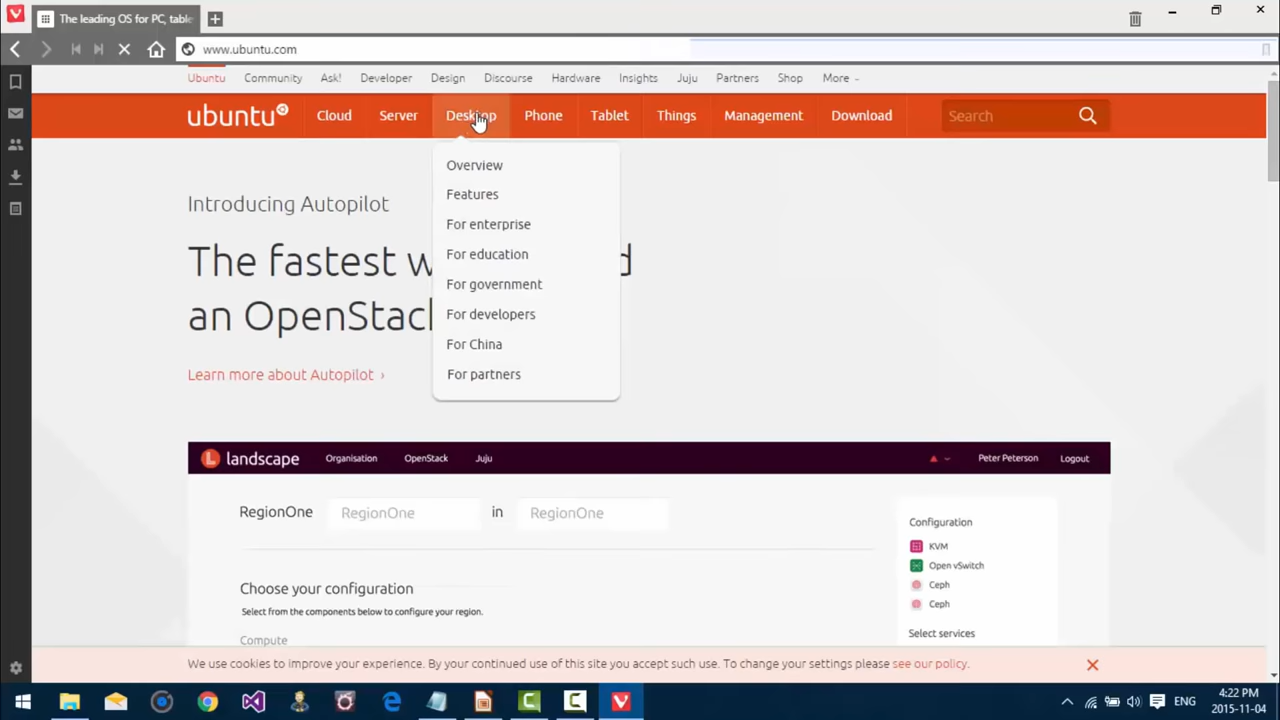 The leading OS for PC, table
www.ubuntu.com
Ubuntu Community Ask! Developer Design Discourse Hardware Insights Juju Partners Shop More
ubuntu Cloud Server Desktop Phone Tablet Things Management Download Search
Overview
Features
For enterprise
For education
For government
For developers
For China
For partners
Introducing Autopilot
The fastest w d
an OpenStack
Learn more about Autopilot ›
landscape Organisation OpenStack Juju Peter Peterson Logout
RegionOne RegionOne in RegionOne
Choose your configuration
Select from the components below to configure your region.
Compute
Configuration
KVM
Open vSwitch
Ceph
Ceph
Select services
We use cookies to improve your experience. By your continued use of this site you accept such use. To change your settings please see our policy.
ENG
4:22 PM
2015-11-04